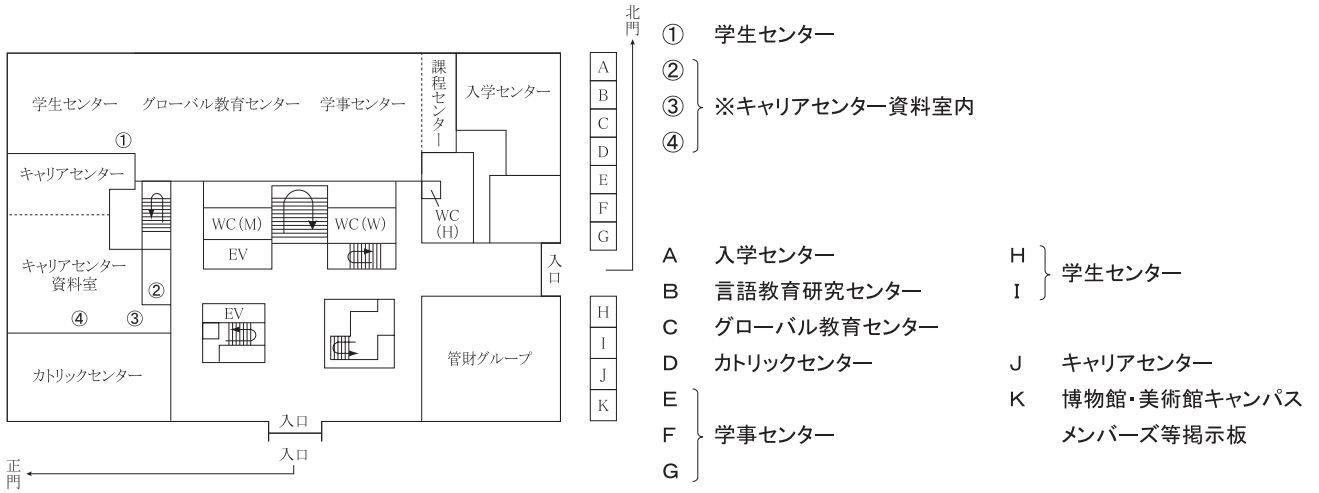 北門
学生センター
グローバル教育センター
学事センター
課程センター
入学センター
①
キャリアセンター
WC(M)
WC(W)
WC
(H)
EV
キャリアセンター
資料室
②
④
③
カトリックセンター
EV
管財グループ
入口
入口
入口
正門
A
B
C
D
E
F
G
H
I
J
K
① 学生センター
②
③ ※キャリアセンター資料室内
④
A 入学センター
B 言語教育研究センター
C グローバル教育センター
D カトリックセンター
E
F 学事センター
G
H
学生センター
I
J キャリアセンター
K 博物館・美術館キャンパス
メンバーズ等掲示板